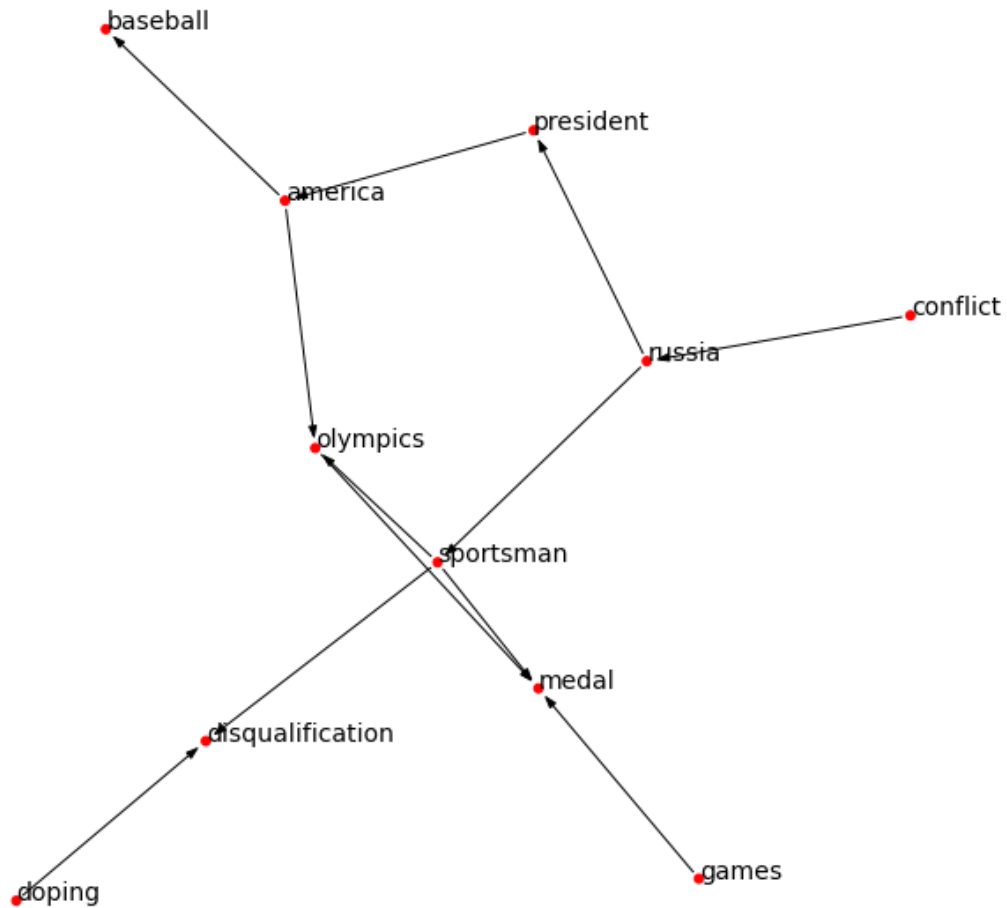 baseball
president
america
conflict
russia
olympics
sportsman
medal
disqualification
games
doping